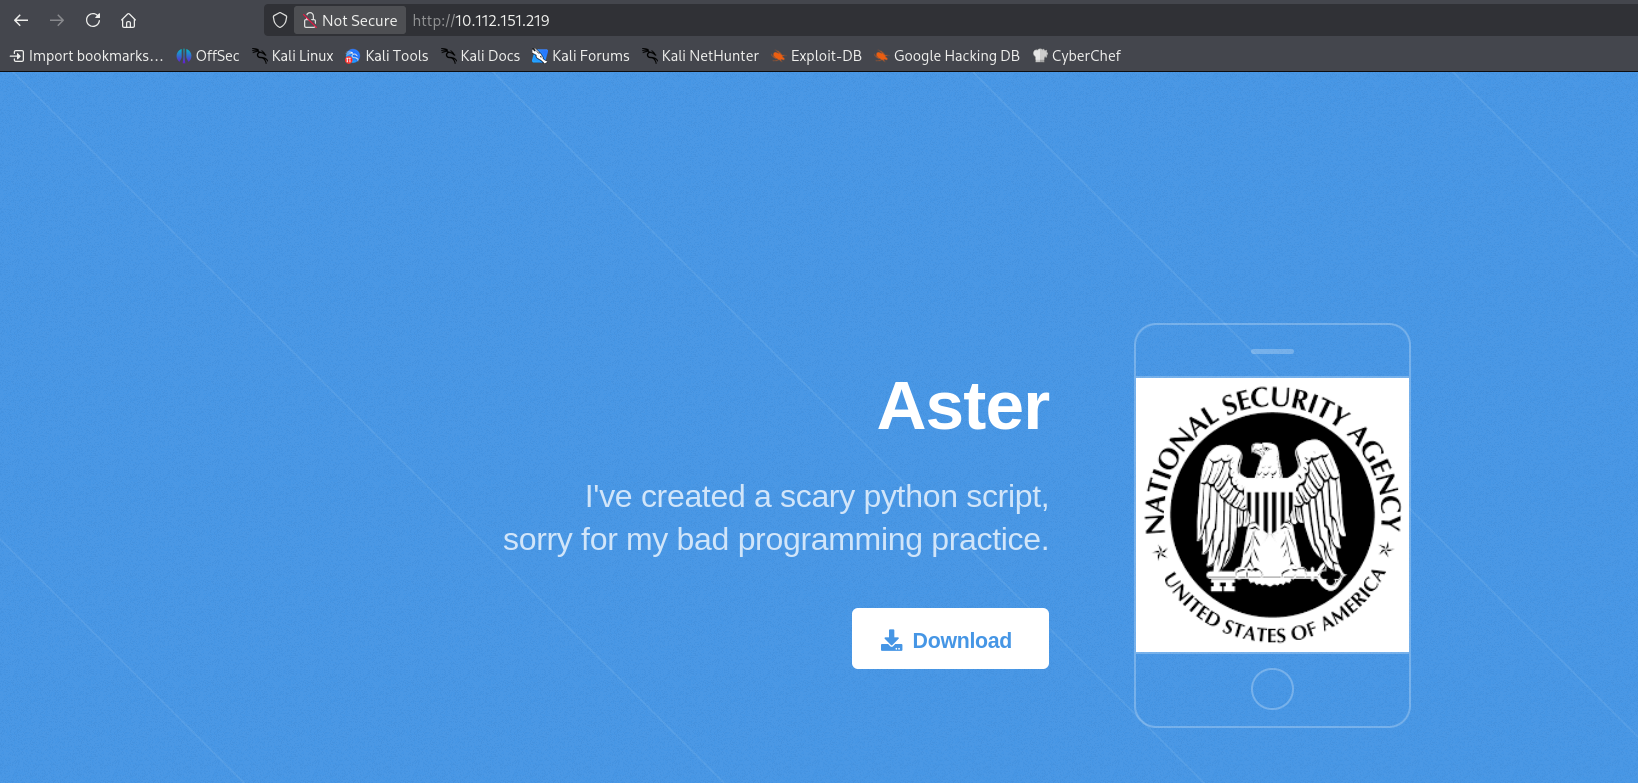 Not Secure http://10.112.151.219
Import bookmarks... OffSec Kali Linux Kali Tools Kali Docs Kali Forums Kali NetHunter Exploit-DB Google Hacking DB CyberChef
Aster
I've created a scary python script,
sorry for my bad programming practice.
Download
NATIONAL SECURITY AGENCY
UNITED STATES OF AMERICA